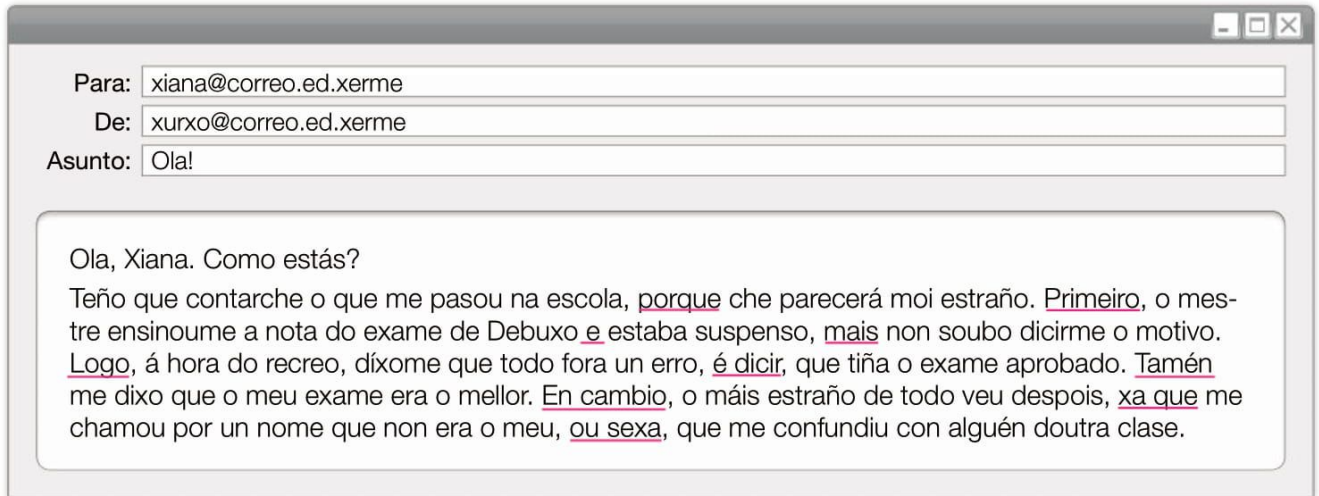 Para: xiana@correo.ed.xerme
De: xurxo@correo.ed.xerme
Asunto: Ola!
Ola, Xiana. Como estás?
Teño que contarche o que me pasou na escola, porque che parecerá moi estraño. Primeiro, o mes-
tre ensinoume a nota do exame de Debuxo e estaba suspenso, mais non soubo dicirme o motivo.
Logo, á hora do recreo, díxome que todo fora un erro, é dicir, que tiña o exame aprobado. Tamén
me dixo que o meu exame era o mellor. En cambio, o máis estraño de todo veu despois, xa que me
chamou por un nome que non era o meu, ou sexa, que me confundiu con alguén doutra clase.